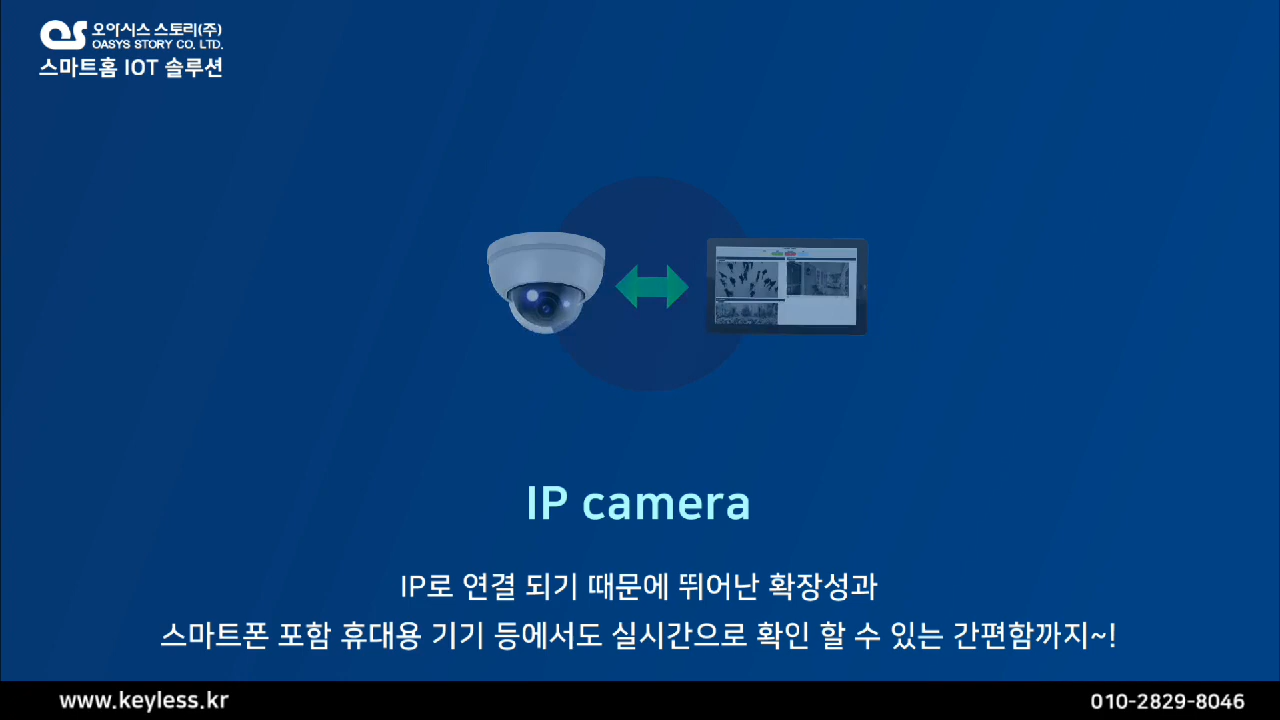 오아시스 스토리(주)
OASYS STORY CO. LTD.
스마트홈 IOT 솔루션
IP camera
IP로 연결 되기 때문에 뛰어난 확장성과
스마트폰 포함 휴대용 기기 등에서도 실시간으로 확인 할 수 있는 간편함까지~!
www.keyless.kr
010-2829-8046